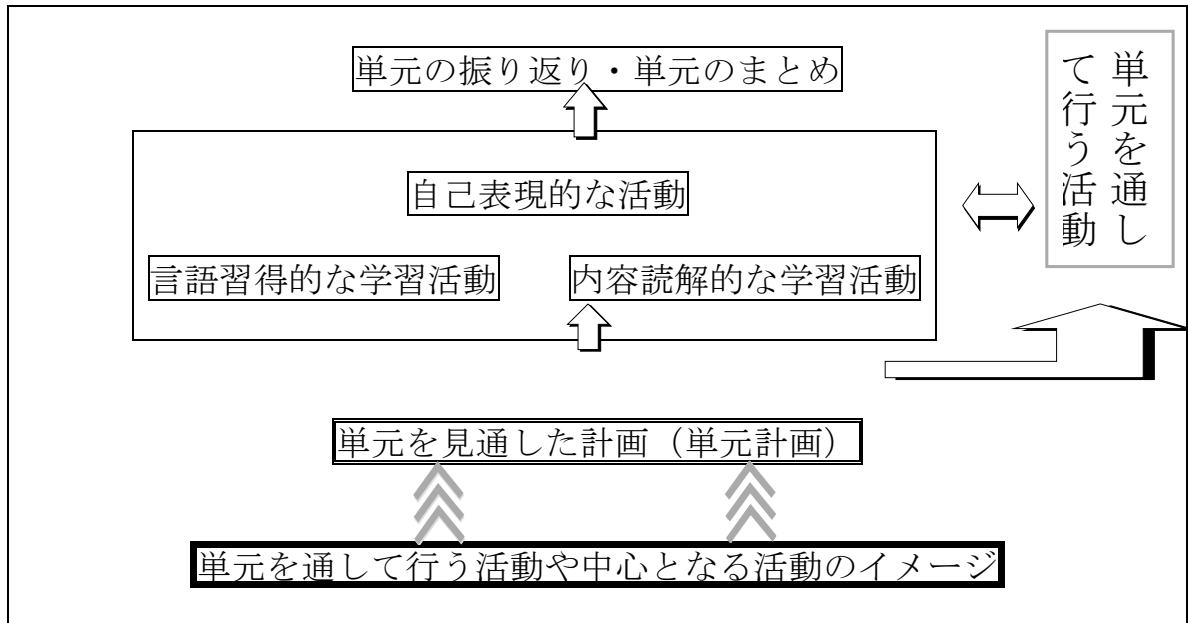 単元の振り返り・単元のまとめ
自己表現的な活動
言語習得的な学習活動
内容読解的な学習活動
単元を通し
て行う活動
単元を見通した計画（単元計画）
単元を通して行う活動や中心となる活動のイメージ